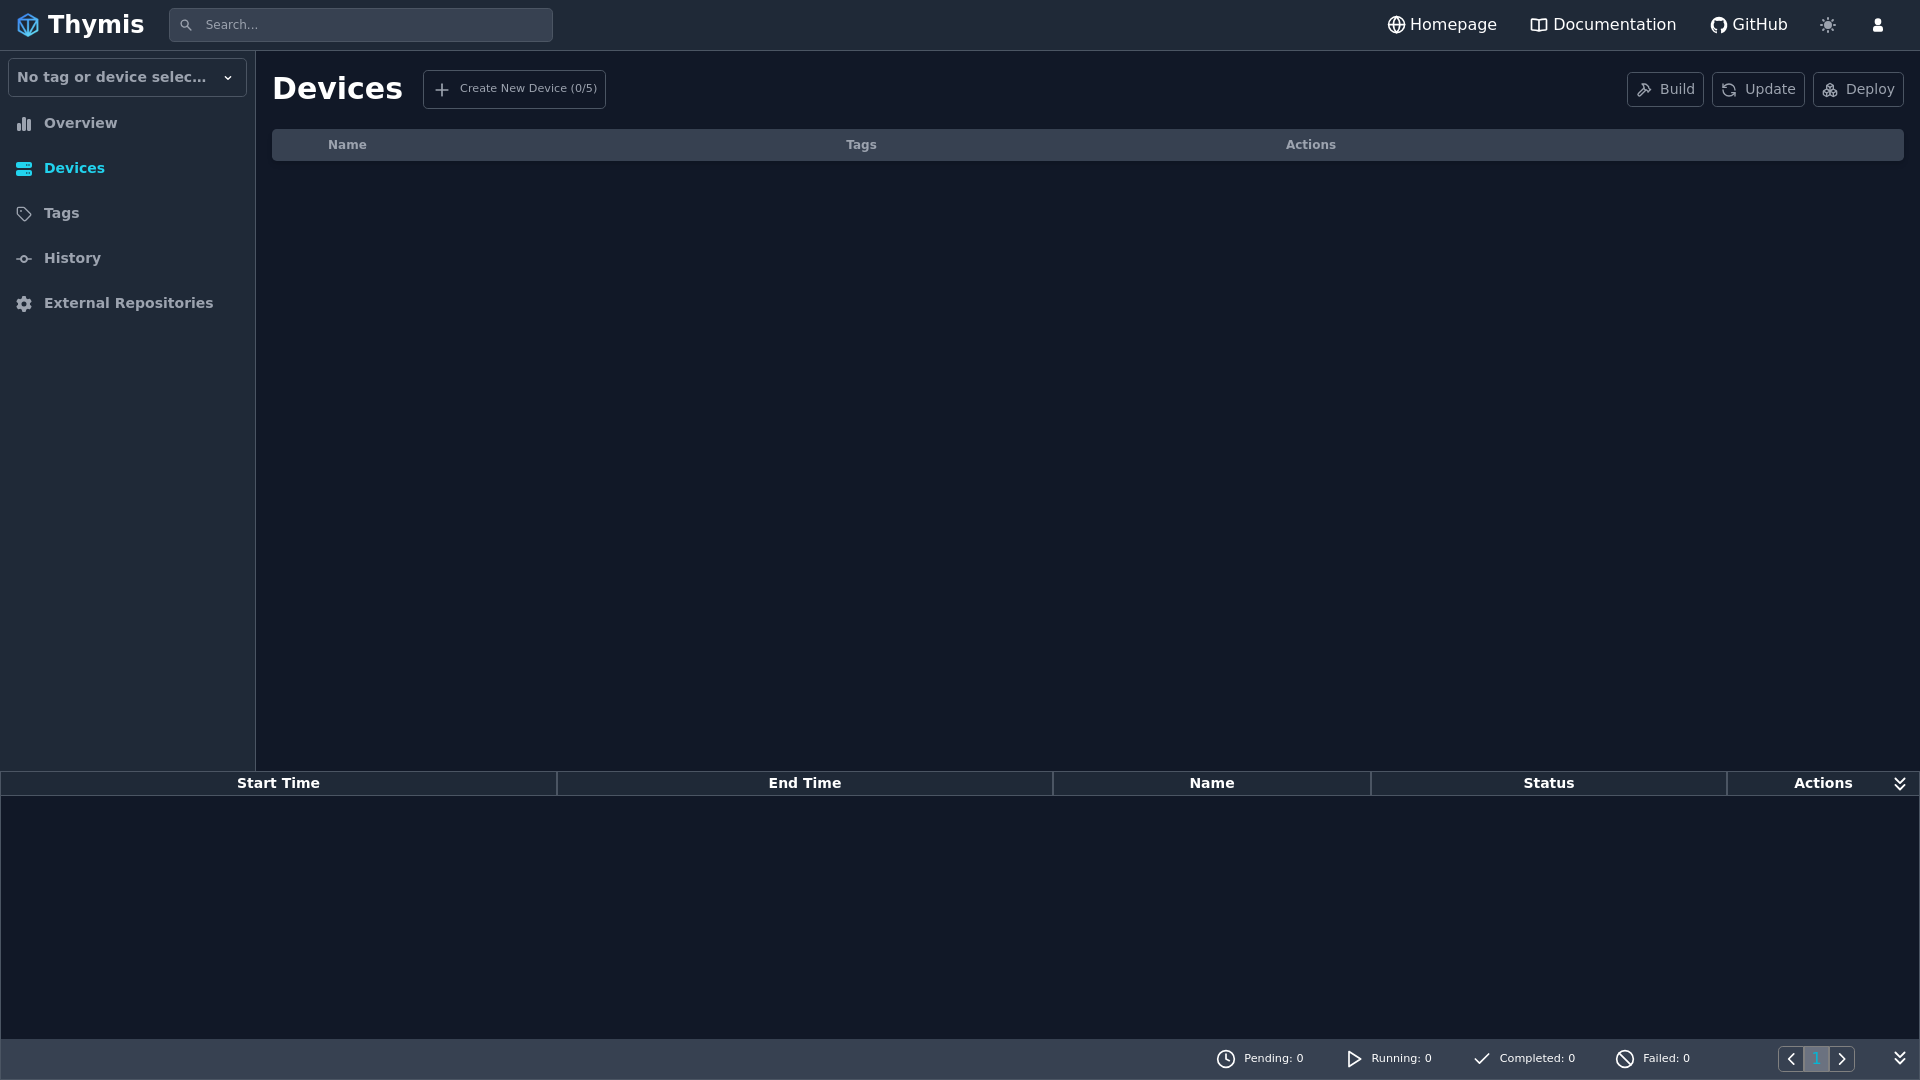 Thymis
Search...
Homepage
Documentation
GitHub
No tag or device selec...
Overview
Devices
Tags
History
External Repositories
Devices
Create New Device (0/5)
Build
Update
Deploy
Name Tags Actions
Start Time End Time Name Status Actions
Pending: 0
Running: 0
Completed: 0
Failed: 0
1